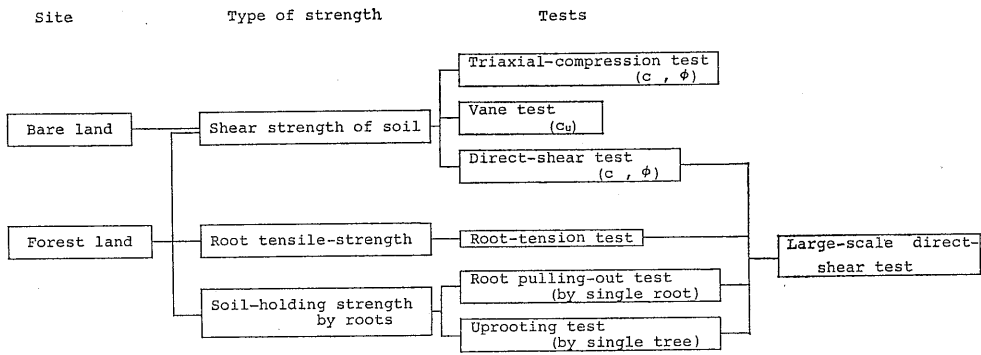 Site Type of strength Tests
Triaxial-compression test
(c , φ)
Vane test
(cu)
Bare land
Shear strength of soil
Direct-shear test
(c , φ)
Forest land
Root tensile-strength
Root-tension test
Large-scale direct-
shear test
Soil-holding strength
by roots
Root pulling-out test
(by single root)
Uprooting test
(by single tree)